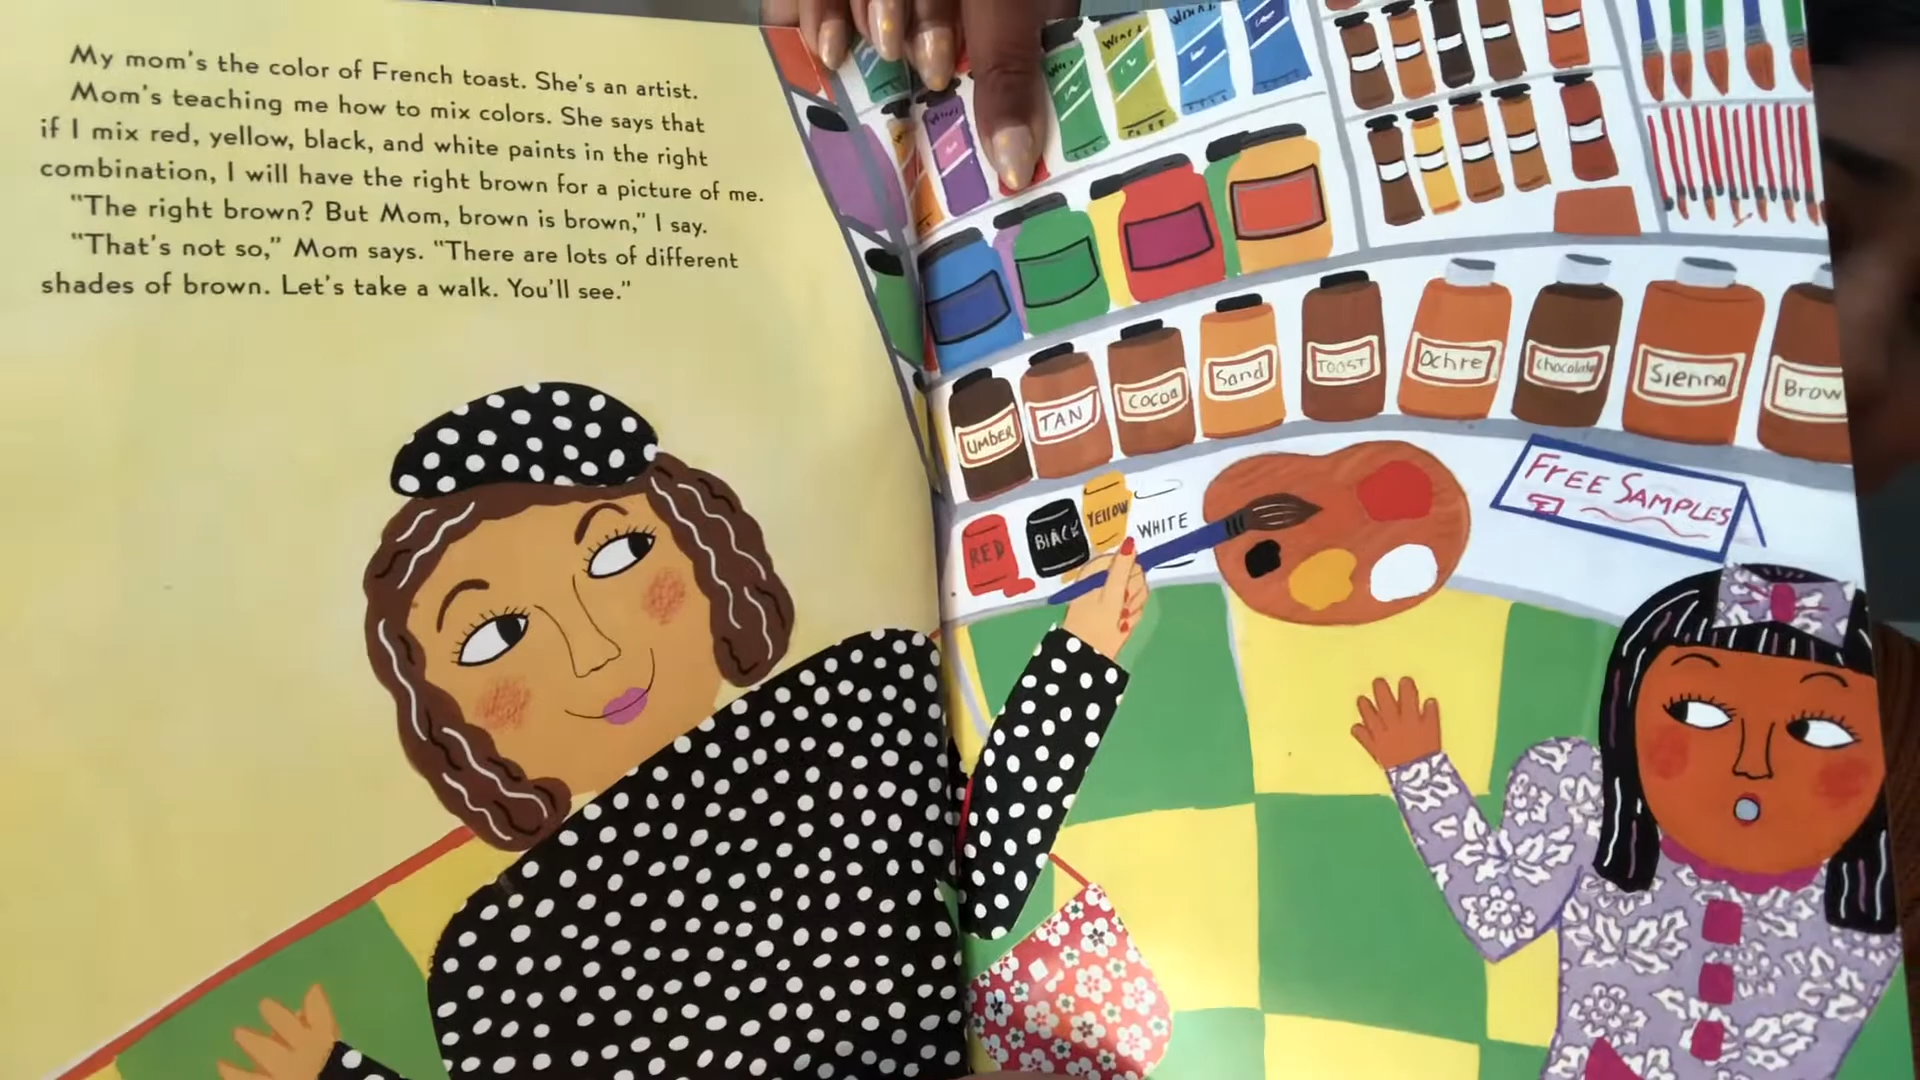 My mom's the color of French toast. She's an artist.
Mom's teaching me how to mix colors. She says that
if I mix red, yellow, black, and white paints in the right
combination, I will have the right brown for a picture of me.
"The right brown? But Mom, brown is brown," I say.
"That's not so," Mom says. "There are lots of different
shades of brown. Let's take a walk. You'll see."
UMBER
TAN
COCOA
Sand
TOAST
Ochre
Chocolate
Sienna
Brow
RED
BLACK
YELLOW
WHITE
FrEE SAMPLES